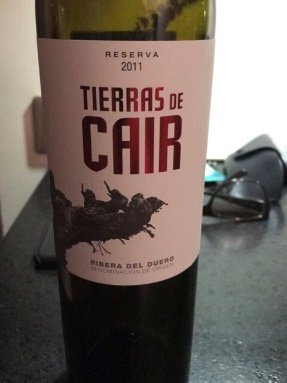 RESERVA
2011
TIERRAS DE
CAIR
RIBERA DEL DUERO
DENOMINACIÓN DE ORIGEN